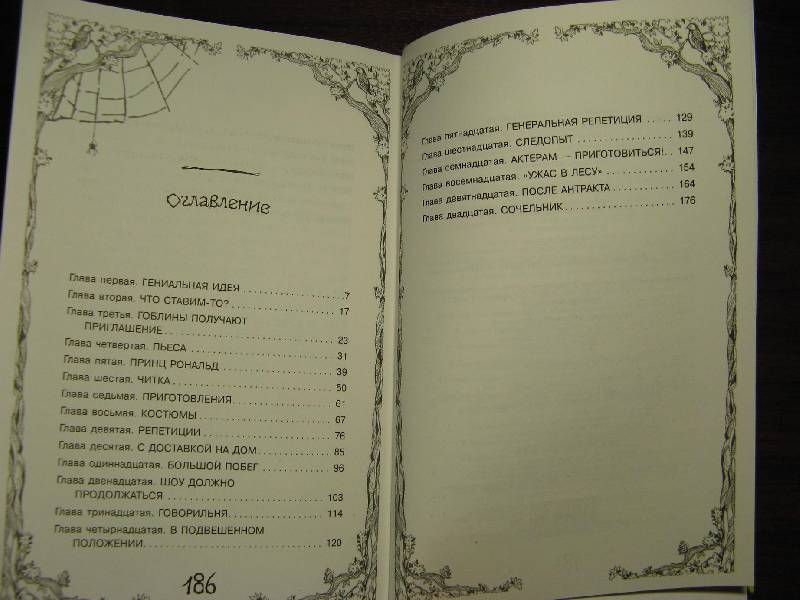 Оглавление
Глава первая. ГЕНИАЛЬНАЯ ИДЕЯ ..................7
Глава вторая. ЧТО СТАВИМ-ТО? .................. 17
Глава третья. ГОБЛИНЫ ПОЛУЧАЮТ
ПРИГЛАШЕНИЕ.............................. 23
Глава четвертая. ПЬЕСА ......................... 31
Глава пятая. ПРИНЦ РОНАЛЬД .................... 39
Глава шестая. ЧИТКА ............................ 50
Глава седьмая. ПРИГОТОВЛЕНИЯ.................. 61
Глава восьмая. КОСТЮМЫ ....................... 67
Глава девятая. РЕПЕТИЦИИ ...................... 76
Глава десятая. С ДОСТАВКОЙ НА ДОМ.............. 85
Глава одиннадцатая. БОЛЬШОЙ ПОБЕГ ............ 96
Глава двенадцатая. ШОУ ДОЛЖНО
ПРОДОЛЖАТЬСЯ .......................... 103
Глава тринадцатая. ГОВОРИЛЬНЯ................ 114
Глава четырнадцатая. В ПОДВЕШЕННОМ
ПОЛОЖЕНИИ............................. 120
186
Глава пятнадцатая. ГЕНЕРАЛЬНАЯ РЕПЕТИЦИЯ ..... 129
Глава шестнадцатая. СЛЕДОПЫТ ................ 139
Глава семнадцатая. АКТЕРАМ – ПРИГОТОВИТЬСЯ!.. 147
Глава восемнадцатая. «УЖАС В ЛЕСУ» ............ 154
Глава девятнадцатая. ПОСЛЕ АНТРАКТА .......... 164
Глава двадцатая. СОЧЕЛЬНИК .................. 176